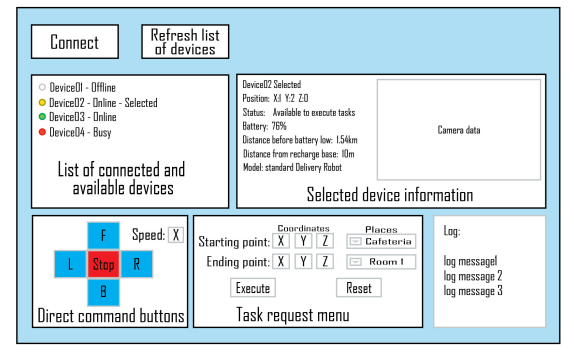 Connect
Refresh list
of devices
Device01 - Offline
Device02 - Online - Selected
Device03 - Online
Device04 - Busy
List of connected and
available devices
Device02 Selected
Position: X:1 Y:2 Z:0
Status: Available to execute tasks
Battery: 76%
Distance before battery low: 1.54km
Distance from recharge base: 10m
Model: standard Delivery Robot
Camera data
Selected device information
F
Speed: X
L Stop R
B
Direct command buttons
Coordinates Places
Starting point: X Y Z Cafeteria
Ending point: X Y Z Room 1
Execute Reset
Task request menu
Log:
log message1
log message 2
log message 3